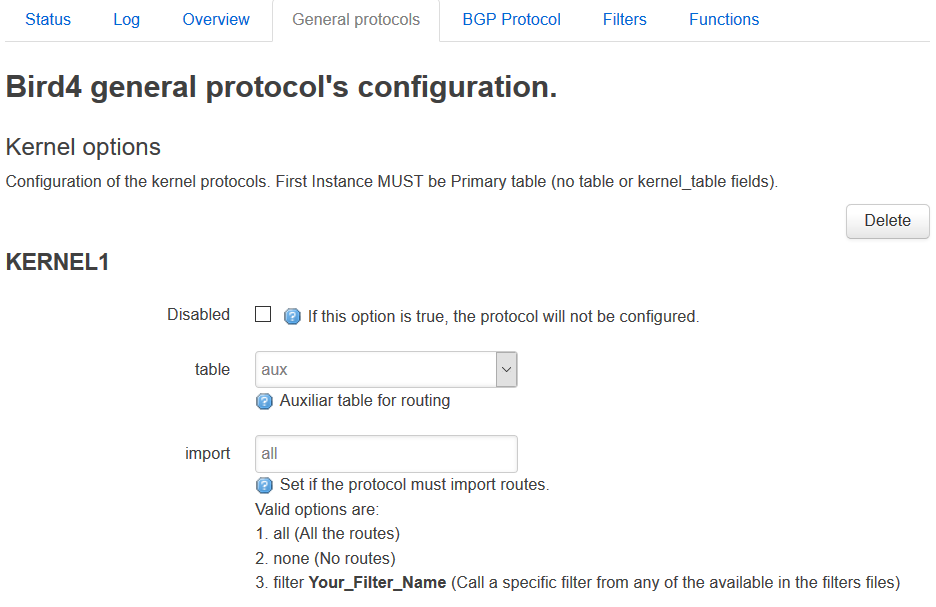 Status Log Overview General protocols BGP Protocol Filters Functions
Bird4 general protocol's configuration.
Kernel options
Configuration of the kernel protocols. First Instance MUST be Primary table (no table or kernel_table fields).
Delete
KERNEL1
Disabled If this option is true, the protocol will not be configured.
table aux
Auxiliar table for routing
import all
Set if the protocol must import routes.
Valid options are:
1. all (All the routes)
2. none (No routes)
3. filter Your_Filter_Name (Call a specific filter from any of the available in the filters files)